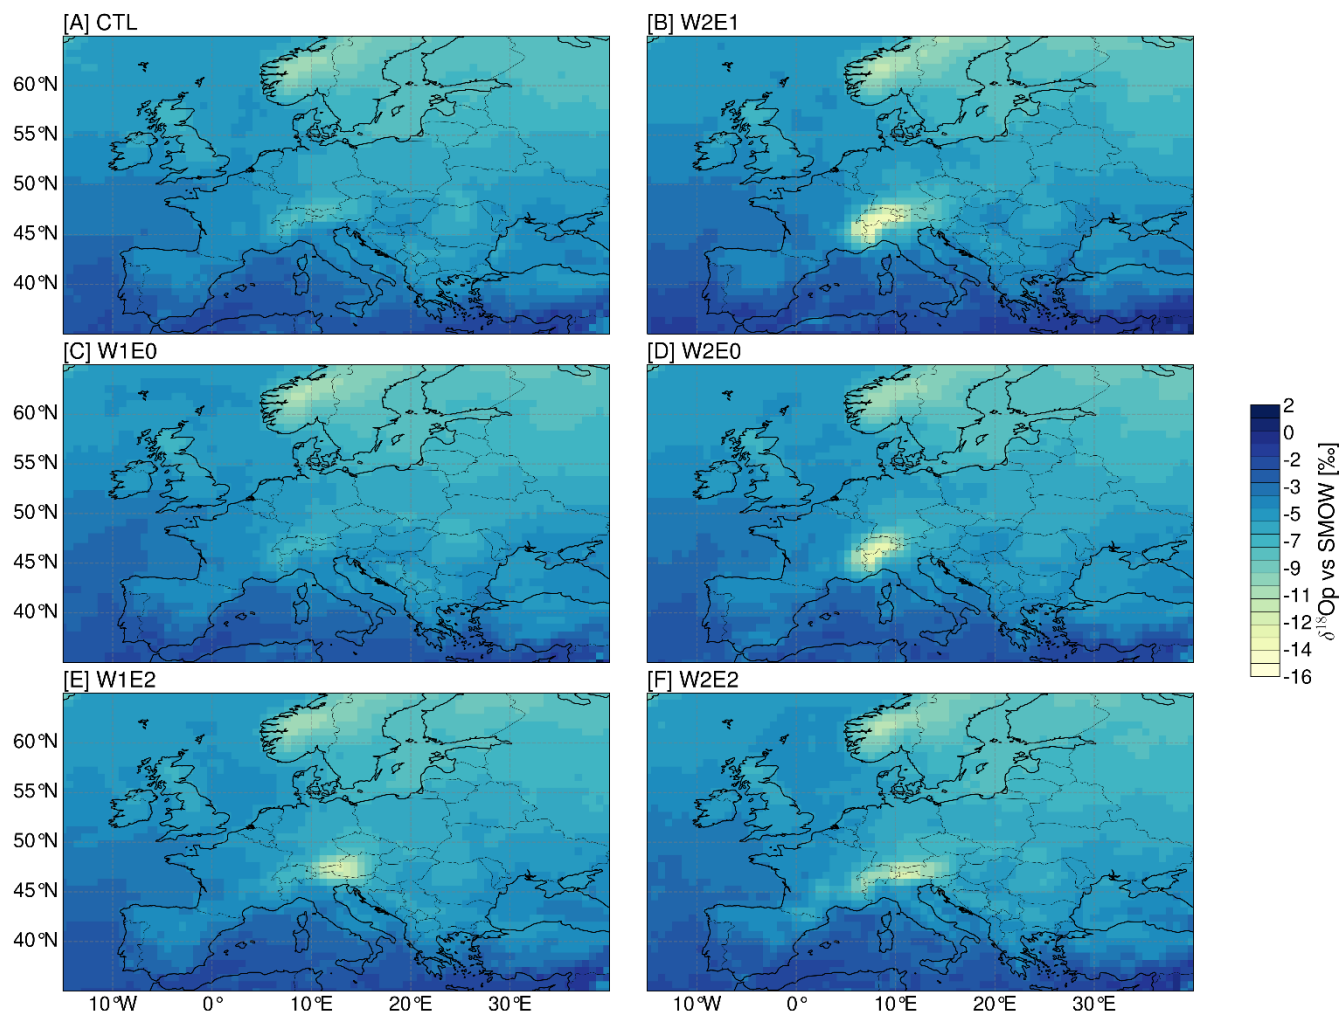 [A] CTL
[B] W2E1
60°N
55°N
50°N
45°N
40°N
[C] W1E0
[D] W2E0
60°N
55°N
50°N
45°N
40°N
2
0
-2
-3
-5
-7
-9
-11
-12
-14
-16
δ¹⁸Op vs SMOW [‰]
[E] W1E2
[F] W2E2
60°N
55°N
50°N
45°N
40°N
10°W 0° 10°E 20°E 30°E
10°W 0° 10°E 20°E 30°E